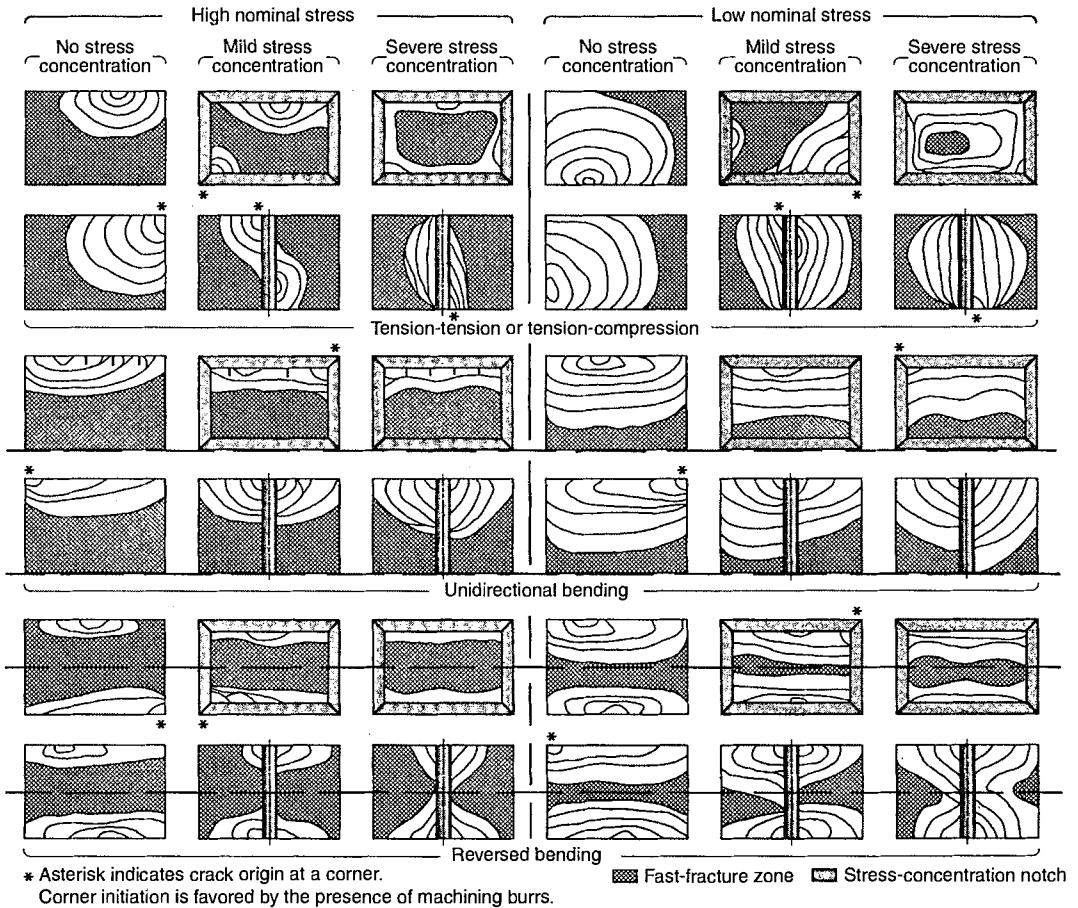 High nominal stress
Low nominal stress
No stress concentration
Mild stress concentration
Severe stress concentration
No stress concentration
Mild stress concentration
Severe stress concentration
*
*
*
*
*
*
Tension-tension or tension-compression
*
*
*
*
Unidirectional bending
*
*
*
*
Reversed bending
* Asterisk indicates crack origin at a corner.
Corner initiation is favored by the presence of machining burrs.
Fast-fracture zone
Stress-concentration notch